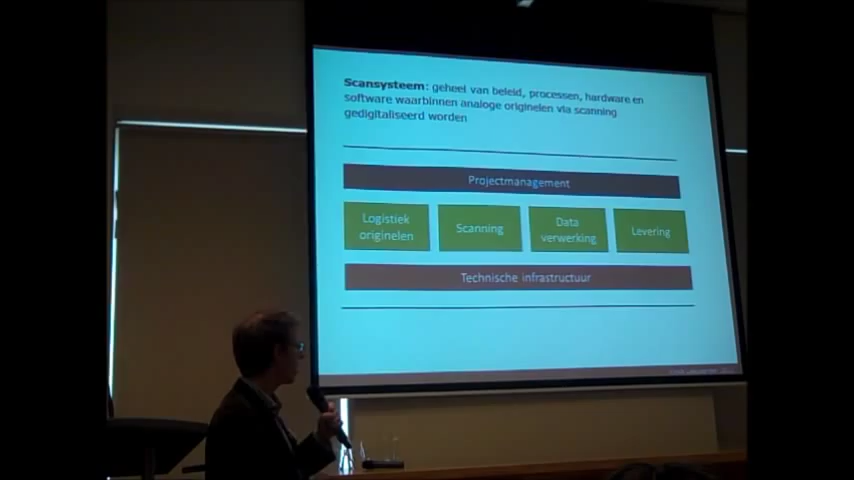 Scansysteem: geheel van beleid, processen, hardware en
software waarbinnen analoge originelen via scanning
gedigitaliseerd worden
Projectmanagement
Logistiek
originelen
Scanning
Data
verwerking
Levering
Technische infrastructuur